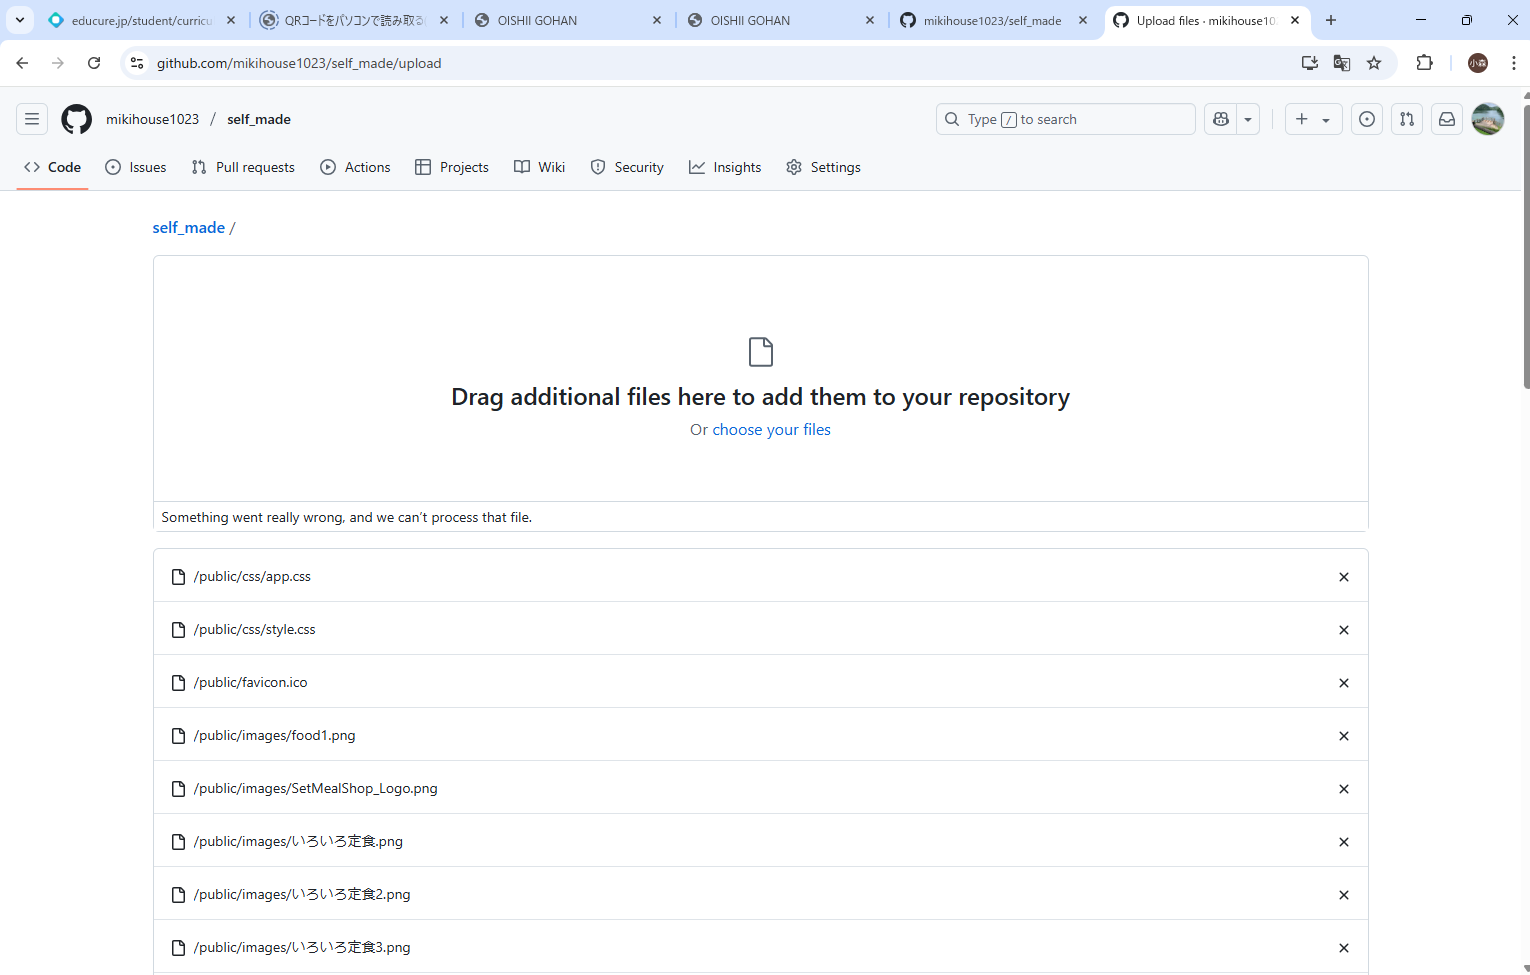 educure.jp/student/curricu
QRコードをパソコンで読み取る
OISHII GOHAN
OISHII GOHAN
mikihouse1023/self_made
Upload files · mikihouse10
github.com/mikihouse1023/self_made/upload
小森
mikihouse1023 / self_made
Type / to search
Code
Issues
Pull requests
Actions
Projects
Wiki
Security
Insights
Settings
self_made /
Drag additional files here to add them to your repository
Or choose your files
Something went really wrong, and we can’t process that file.
/public/css/app.css
/public/css/style.css
/public/favicon.ico
/public/images/food1.png
/public/images/SetMealShop_Logo.png
/public/images/いろいろ定食.png
/public/images/いろいろ定食2.png
/public/images/いろいろ定食3.png